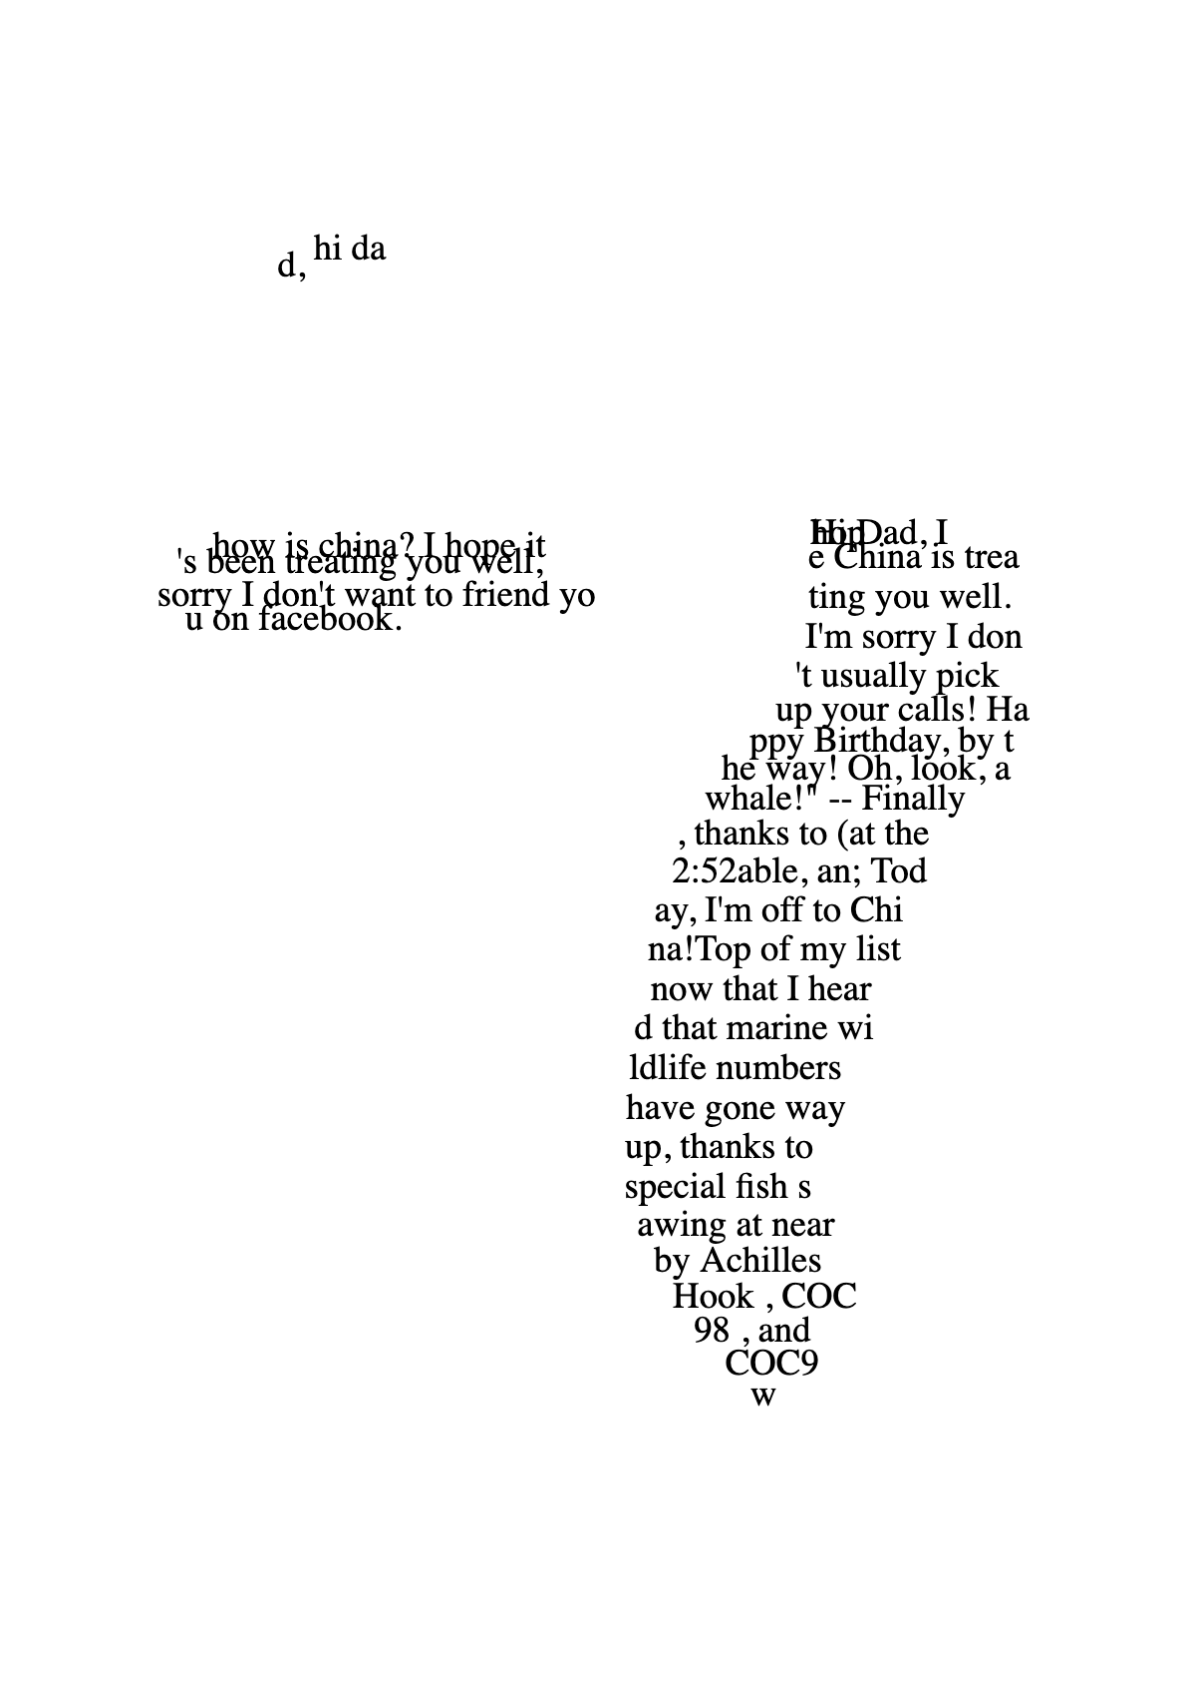 hi da
d,
how is china? I hope it
's been treating you well,
sorry I don't want to friend yo
u on facebook.
Hi Dad, I
hop
e China is trea
ting you well.
I'm sorry I don
't usually pick
up your calls! Ha
ppy Birthday, by t
he way! Oh, look, a
whale!" -- Finally
, thanks to (at the
2:52able, an; Tod
ay, I'm off to Chi
na!Top of my list
now that I hear
d that marine wi
ldlife numbers
have gone way
up, thanks to
special fish s
awing at near
by Achilles
Hook , COC
98 , and
COC9
w